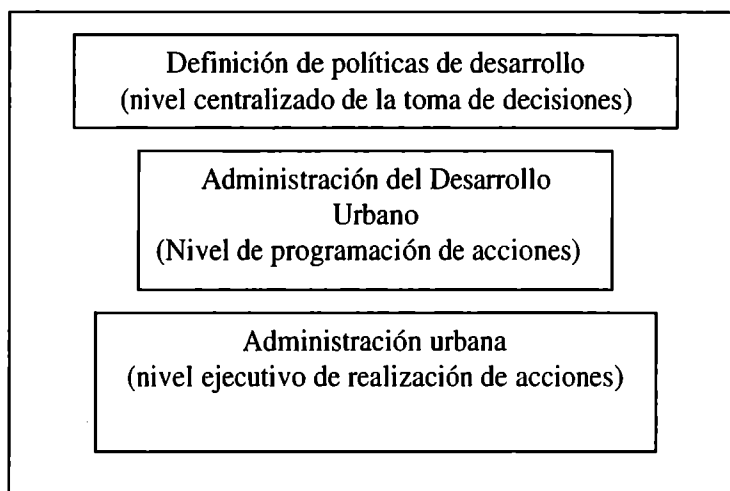 Definición de políticas de desarrollo
(nivel centralizado de la toma de decisiones)
Administración del Desarrollo
Urbano
(Nivel de programación de acciones)
Administración urbana
(nivel ejecutivo de realización de acciones)